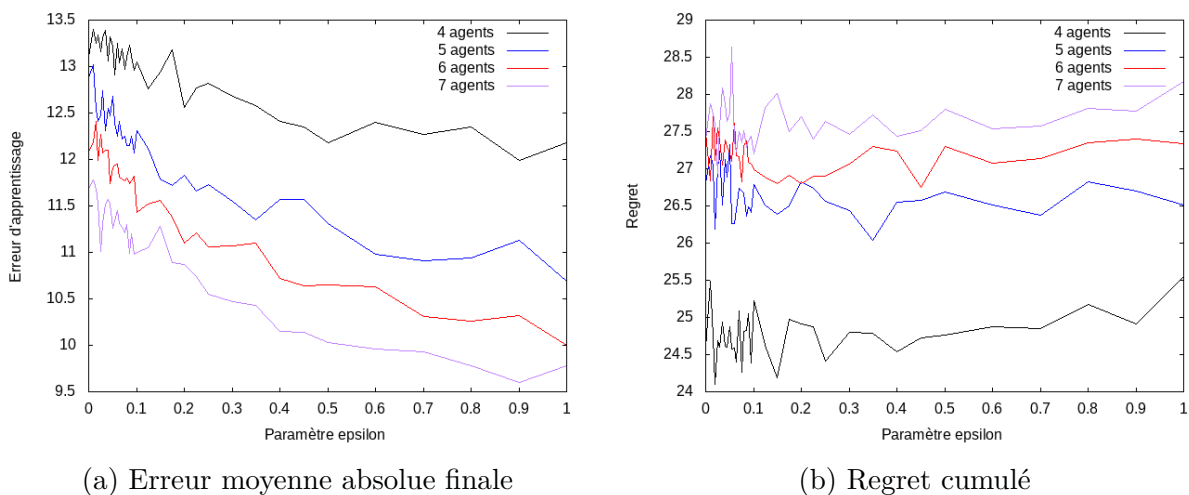 13.5
13
12.5
12
11.5
11
10.5
10
9.5
Erreur d'apprentissage
4 agents
5 agents
6 agents
7 agents
0 0.1 0.2 0.3 0.4 0.5 0.6 0.7 0.8 0.9 1
Paramètre epsilon
(a) Erreur moyenne absolue finale
29
28.5
28
27.5
27
26.5
26
25.5
25
24.5
24
Regret
4 agents
5 agents
6 agents
7 agents
0 0.1 0.2 0.3 0.4 0.5 0.6 0.7 0.8 0.9 1
Paramètre epsilon
(b) Regret cumulé